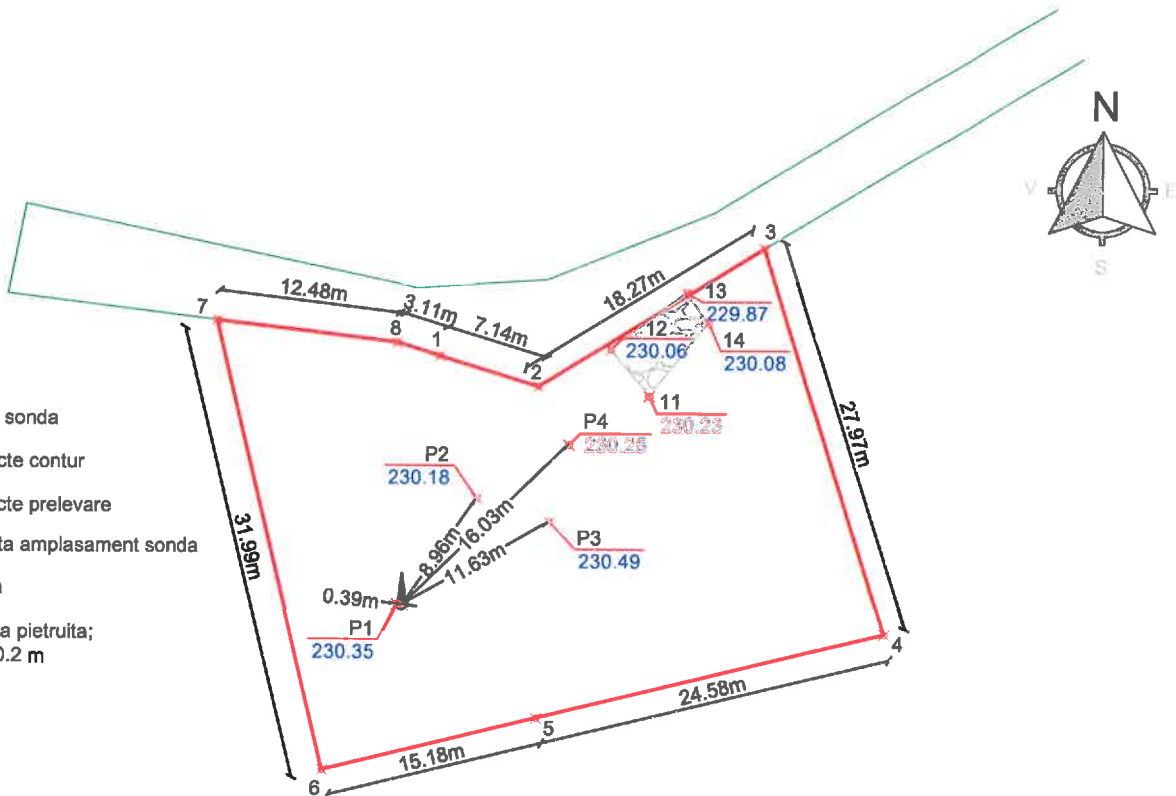 N
V
E
S
3
18.27m
13
229.87
12.48m
3.11m
7.14m
7
8
1
2
12
230.06
14
230.08
11
230.23
27.97m
sonda
cte contur
cte prelevare
ta amplasament sonda
a pietruita;
0.2 m
P4
230.25
P2
230.18
P3
230.49
8.96m
16.03m
11.63m
31.99m
0.39m
P1
230.35
4
24.58m
5
15.18m
6